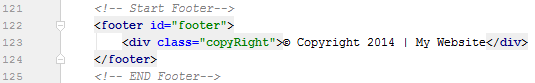 121 <!-- Start Footer-->
122 <footer id="footer">
123 <div class="copyRight">© Copyright 2014 | My Website</div>
124 </footer>
125 <!-- END Footer-->